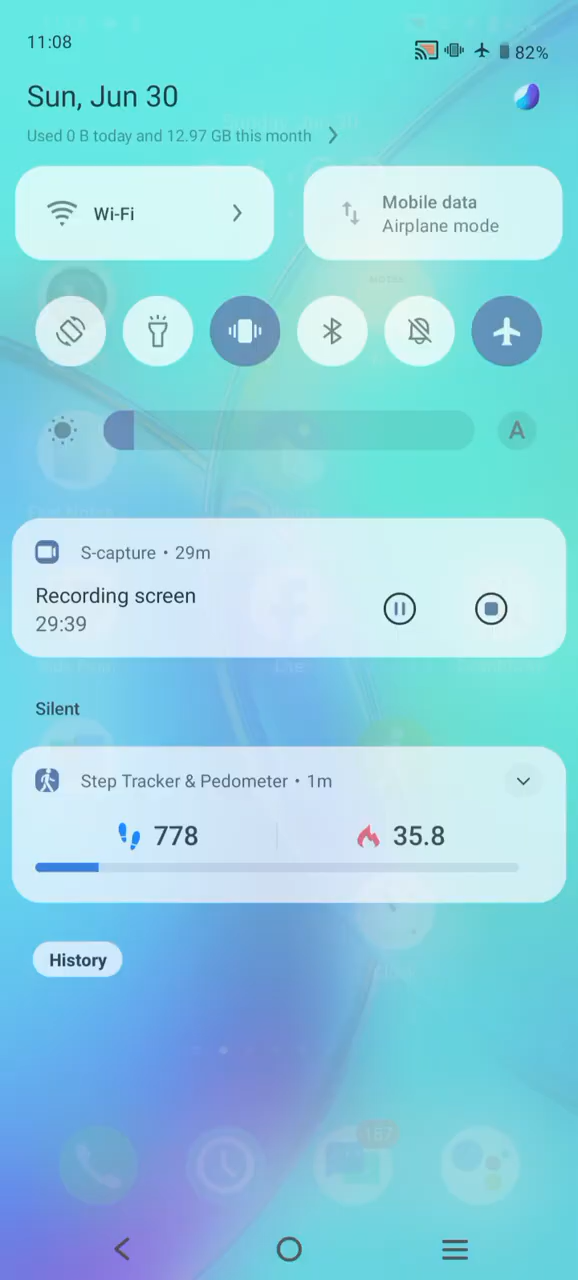 11:08
82%
Sun, Jun 30
Used 0 B today and 12.97 GB this month
Wi-Fi
Mobile data
Airplane mode
A
S-capture • 29m
Recording screen
29:39
Silent
Step Tracker & Pedometer • 1m
778
35.8
History
187